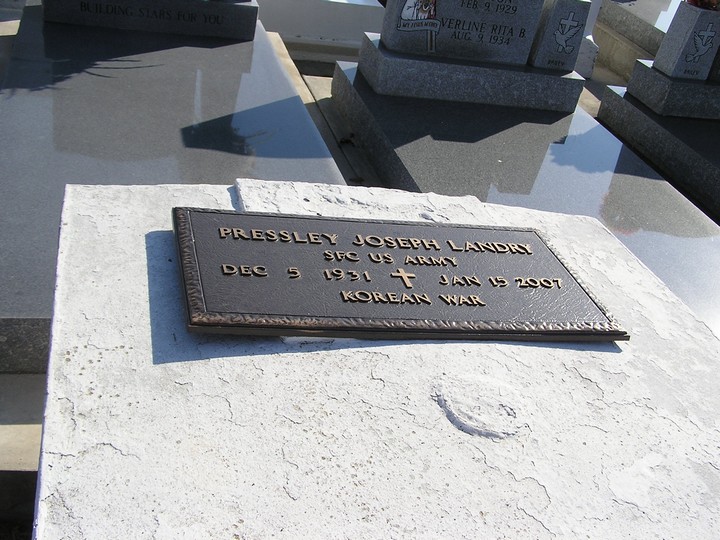 BUILDING STARS FOR YOU
FEB 9, 1929
VERLINE RITA B
AUG. 9, 1934
PRESSLEY JOSEPH LANDRY
SFC US ARMY
DEC 5 1931 JAN 15 2007
KOREAN WAR